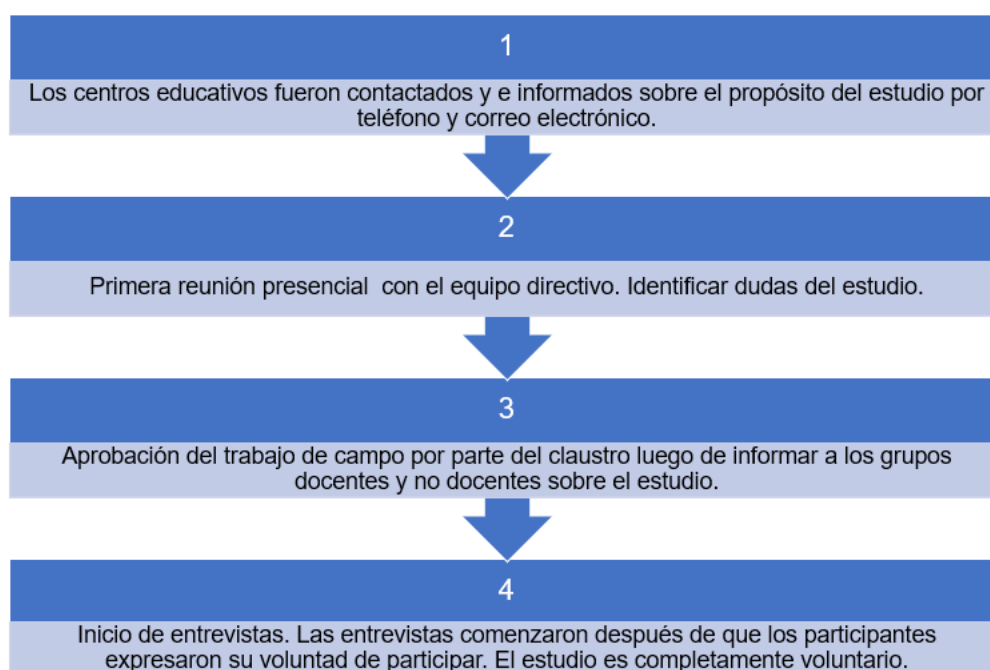 1
Los centros educativos fueron contactados y e informados sobre el propósito del estudio por
teléfono y correo electrónico.
2
Primera reunión presencial con el equipo directivo. Identificar dudas del estudio.
3
Aprobación del trabajo de campo por parte del claustro luego de informar a los grupos
docentes y no docentes sobre el estudio.
4
Inicio de entrevistas. Las entrevistas comenzaron después de que los participantes
expresaron su voluntad de participar. El estudio es completamente voluntario.